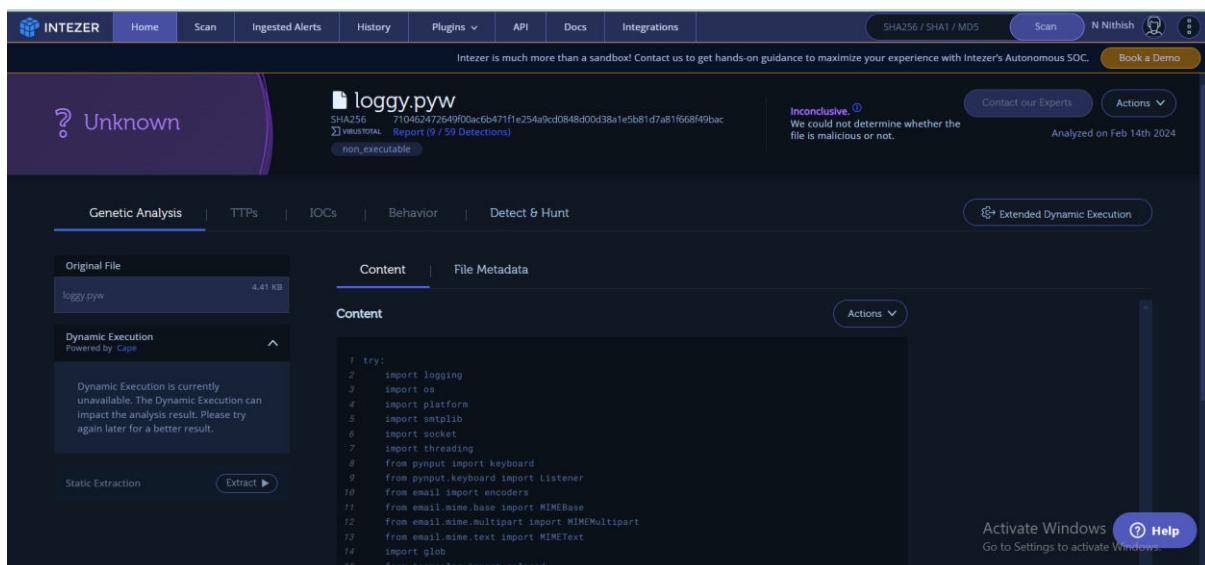 INTEZER Home Scan Ingested Alerts History Plugins API Docs Integrations SHA256 / SHA1 / MD5 Scan N Nithish
Intezer is much more than a sandbox! Contact us to get hands-on guidance to maximize your experience with Intezer's Autonomous SOC. Book a Demo
? Unknown
loggy.pyw
SHA256 710462472649f00ac6b471f1e254a9cd0848d00d38a1e5b81d7a81f668f49bac
VIRUSTOTAL Report (9 / 59 Detections)
non_executable
Inconclusive.
We could not determine whether the
file is malicious or not.
Contact our Experts Actions
Analyzed on Feb 14th 2024
Genetic Analysis | TTPs | IOCs | Behavior | Detect & Hunt Extended Dynamic Execution
Original File
loggy.pyw 4.41 KB
Dynamic Execution
Powered by Cape
Dynamic Execution is currently
unavailable. The Dynamic Execution can
impact the analysis result. Please try
again later for a better result.
Static Extraction Extract
Content | File Metadata
Content Actions
1 try:
2 import logging
3 import os
4 import platform
5 import smtplib
6 import socket
7 import threading
8 from pynput import keyboard
9 from pynput.keyboard import Listener
10 from email import encoders
11 from email.mime.base import MIMEBase
12 from email.mime.multipart import MIMEMultipart
13 from email.mime.text import MIMEText
14 import glob
Activate Windows
Go to Settings to activate Windows.
? Help